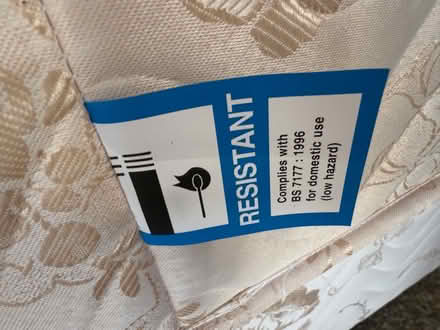 RESISTANT
Complies with
BS 7177 : 1996
for domestic use
(low hazard)